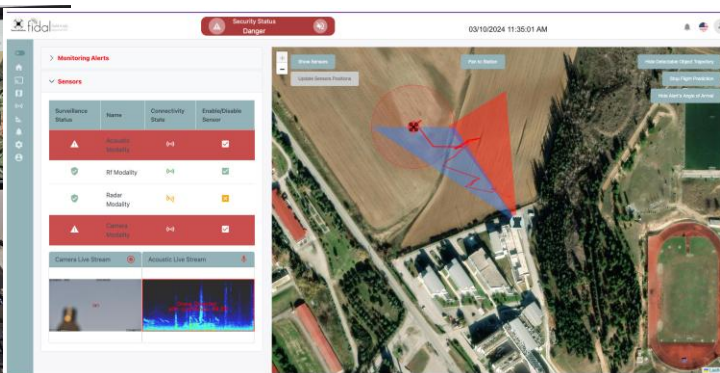 fidal
Security Status
Danger
03/10/2024 11:35:01 AM
Monitoring Alerts
Sensors
Surveillance Status
Name
Connectivity State
Enable/Disable Sensor
Acoustic Modality
Rf Modality
Radar Modality
Camera Modality
Camera Live Stream
Acoustic Live Stream
+
−
Show Sensors
Update Sensors Positions
Pan to Station
Hide Detectable Object Trajectory
Stop Flight Prediction
Hide Alert's Angle of Arrival